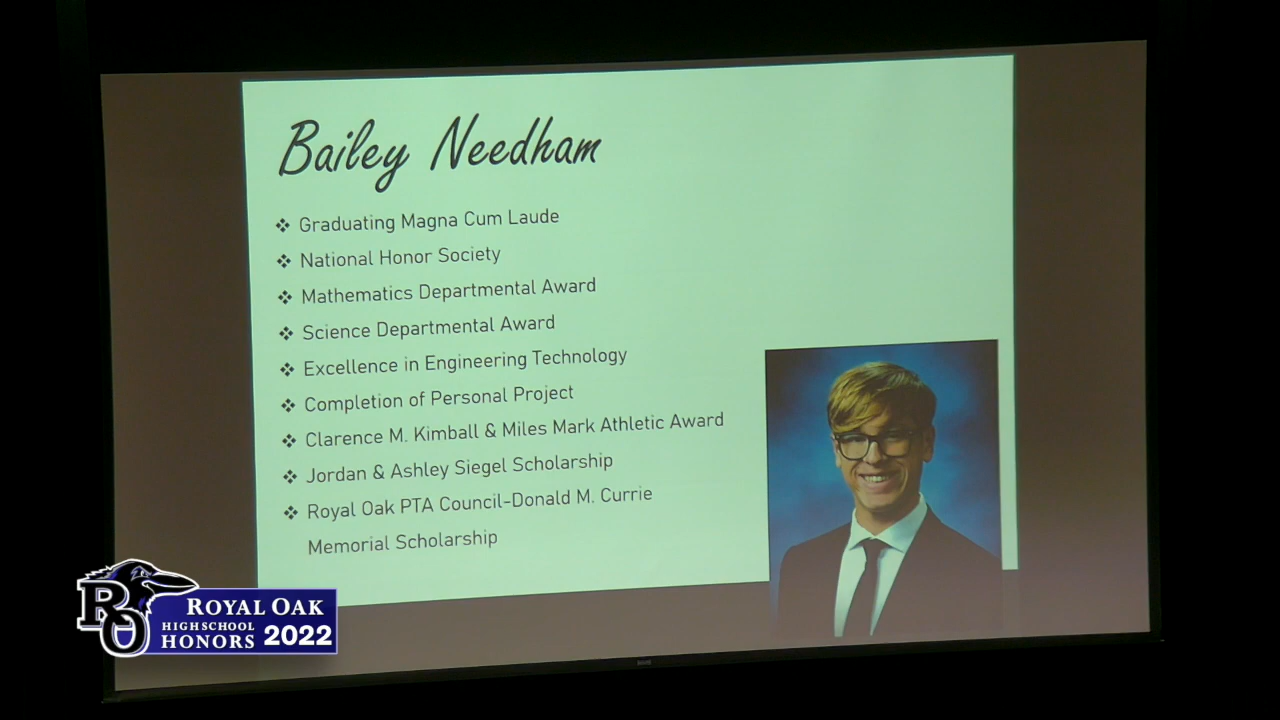 Bailey Needham
Graduating Magna Cum Laude
National Honor Society
Mathematics Departmental Award
Science Departmental Award
Excellence in Engineering Technology
Completion of Personal Project
Clarence M. Kimball & Miles Mark Athletic Award
Jordan & Ashley Siegel Scholarship
Royal Oak PTA Council-Donald M. Currie
Memorial Scholarship
RO
ROYAL OAK
HIGH SCHOOL
HONORS 2022